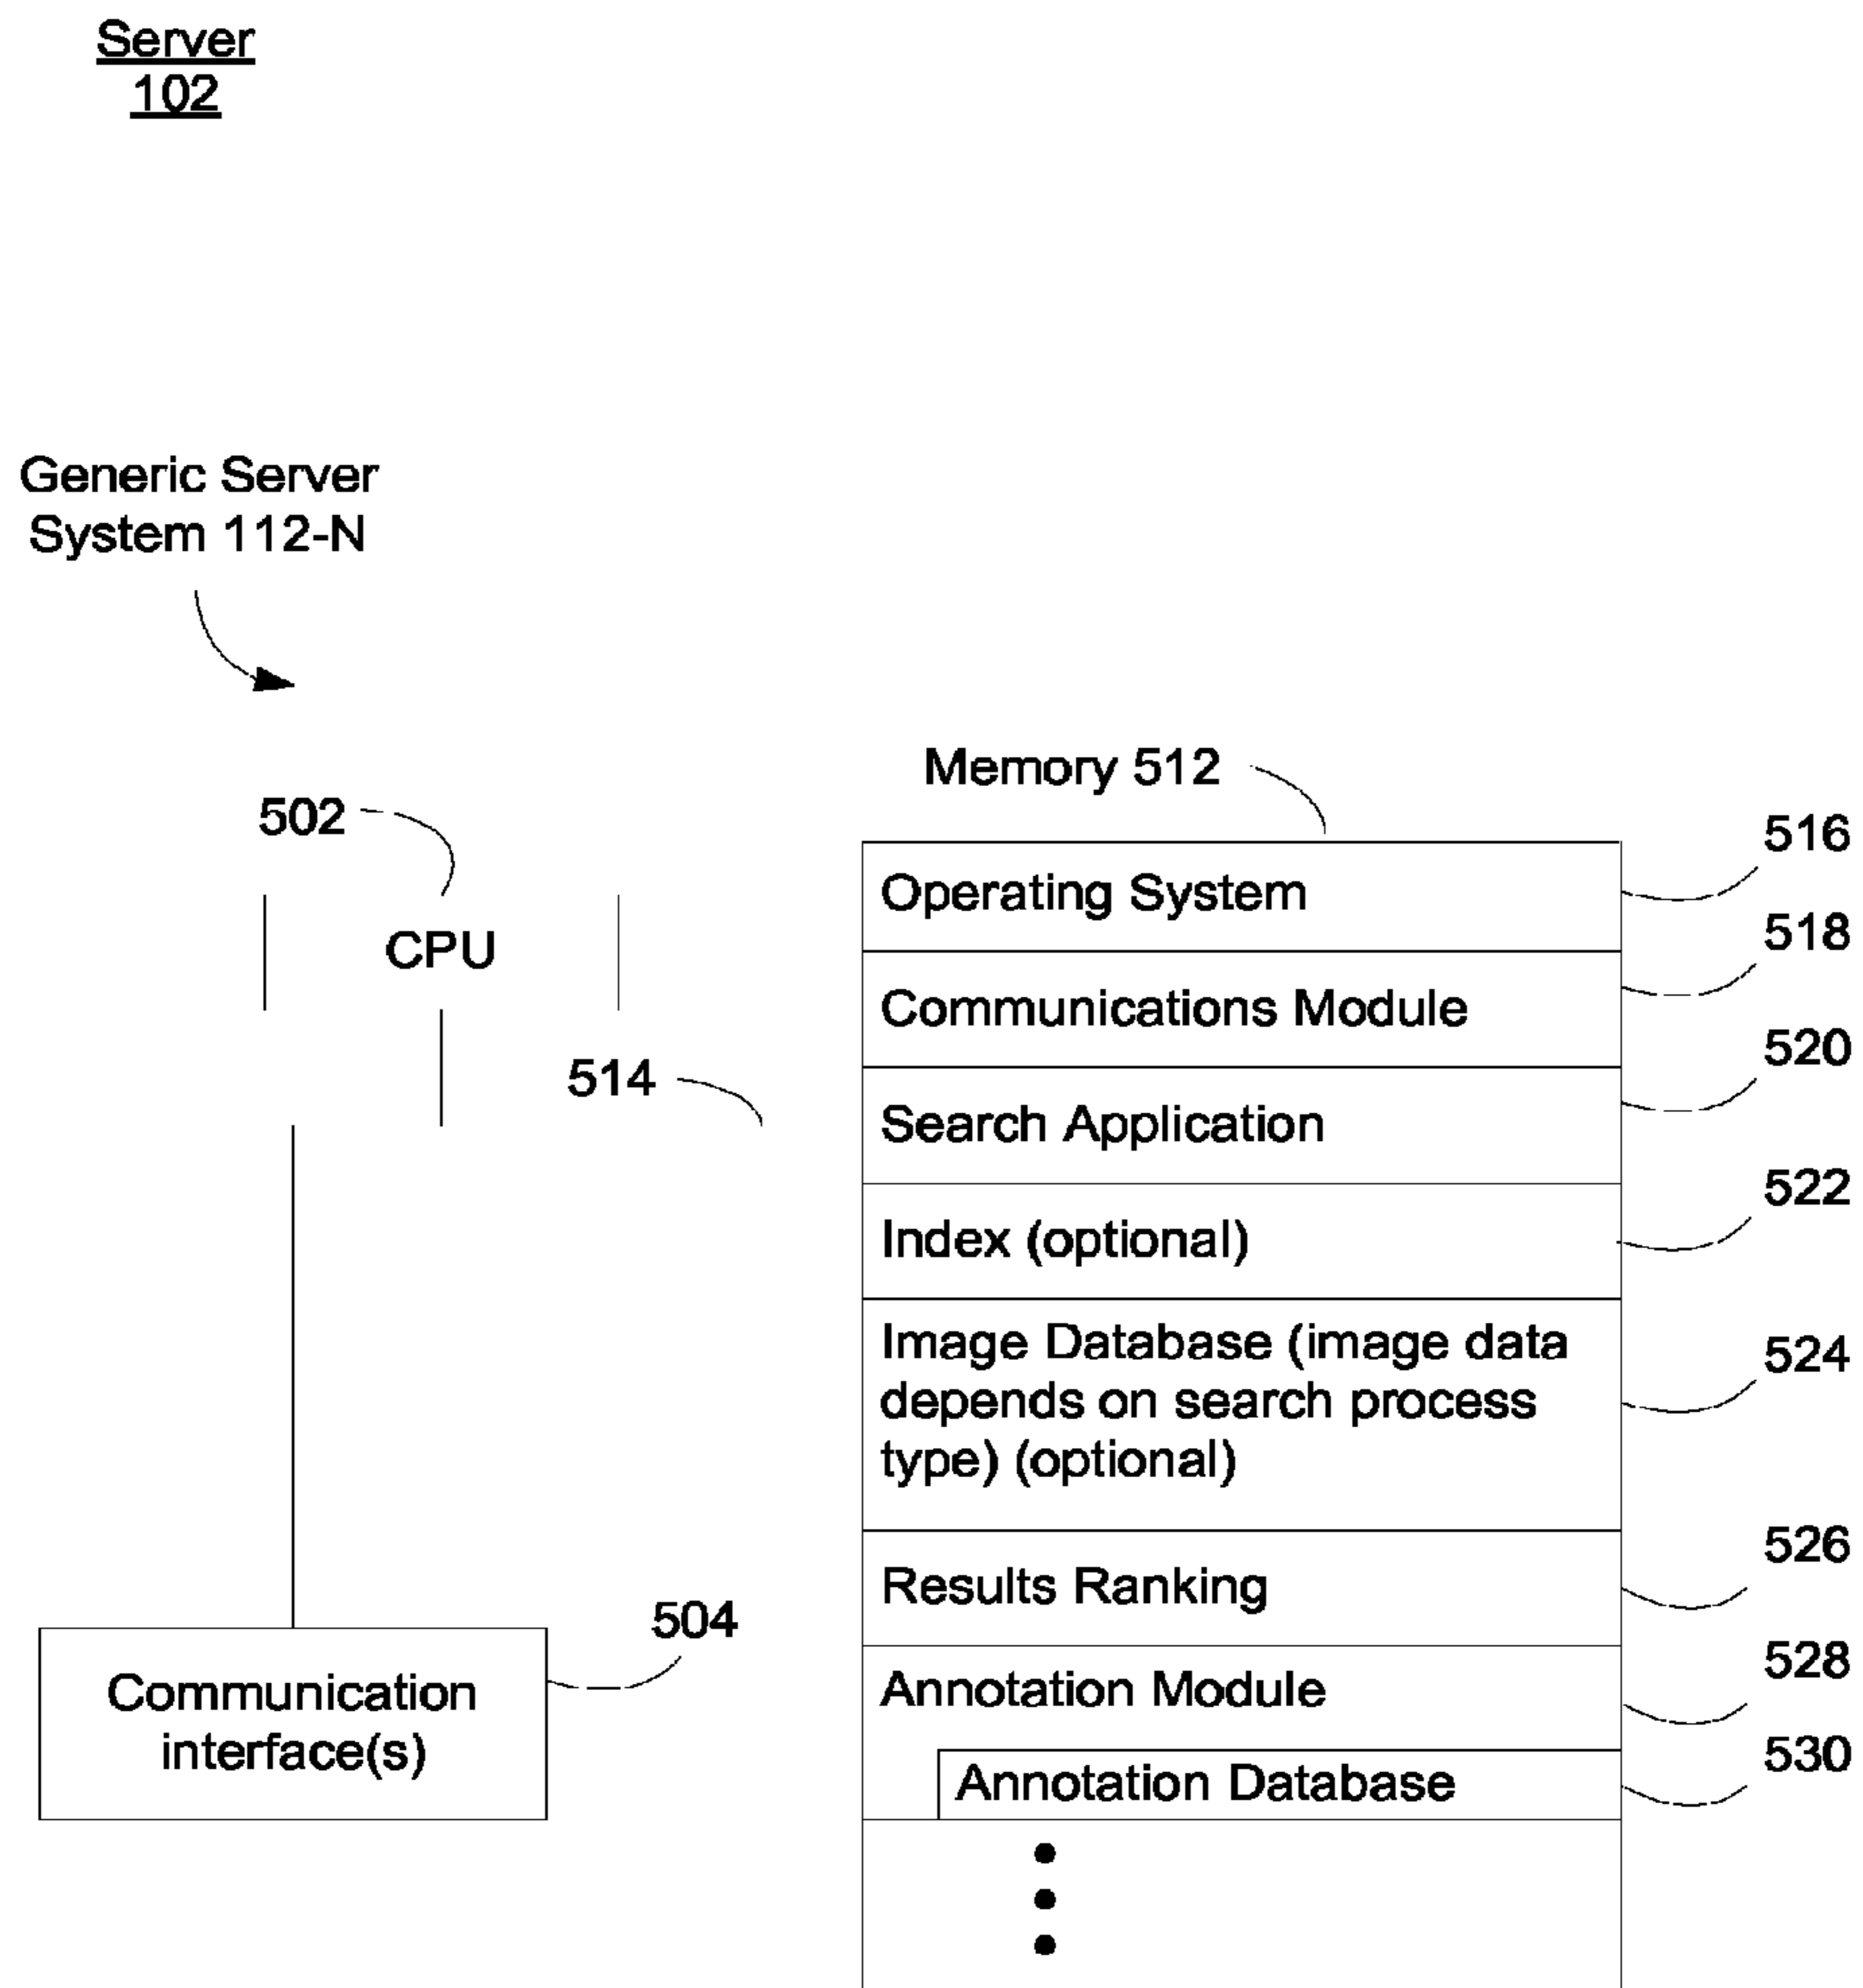 Server
102
Generic Server
System 112-N
Memory 512
502
516
Operating System
518
CPU
Communications Module
520
514
Search Application
522
Index (optional)
Image Database (image data
depends on search process
type) (optional)
524
526
Results Ranking
504
528
Annotation Module
Communication
interface(s)
530
Annotation Database